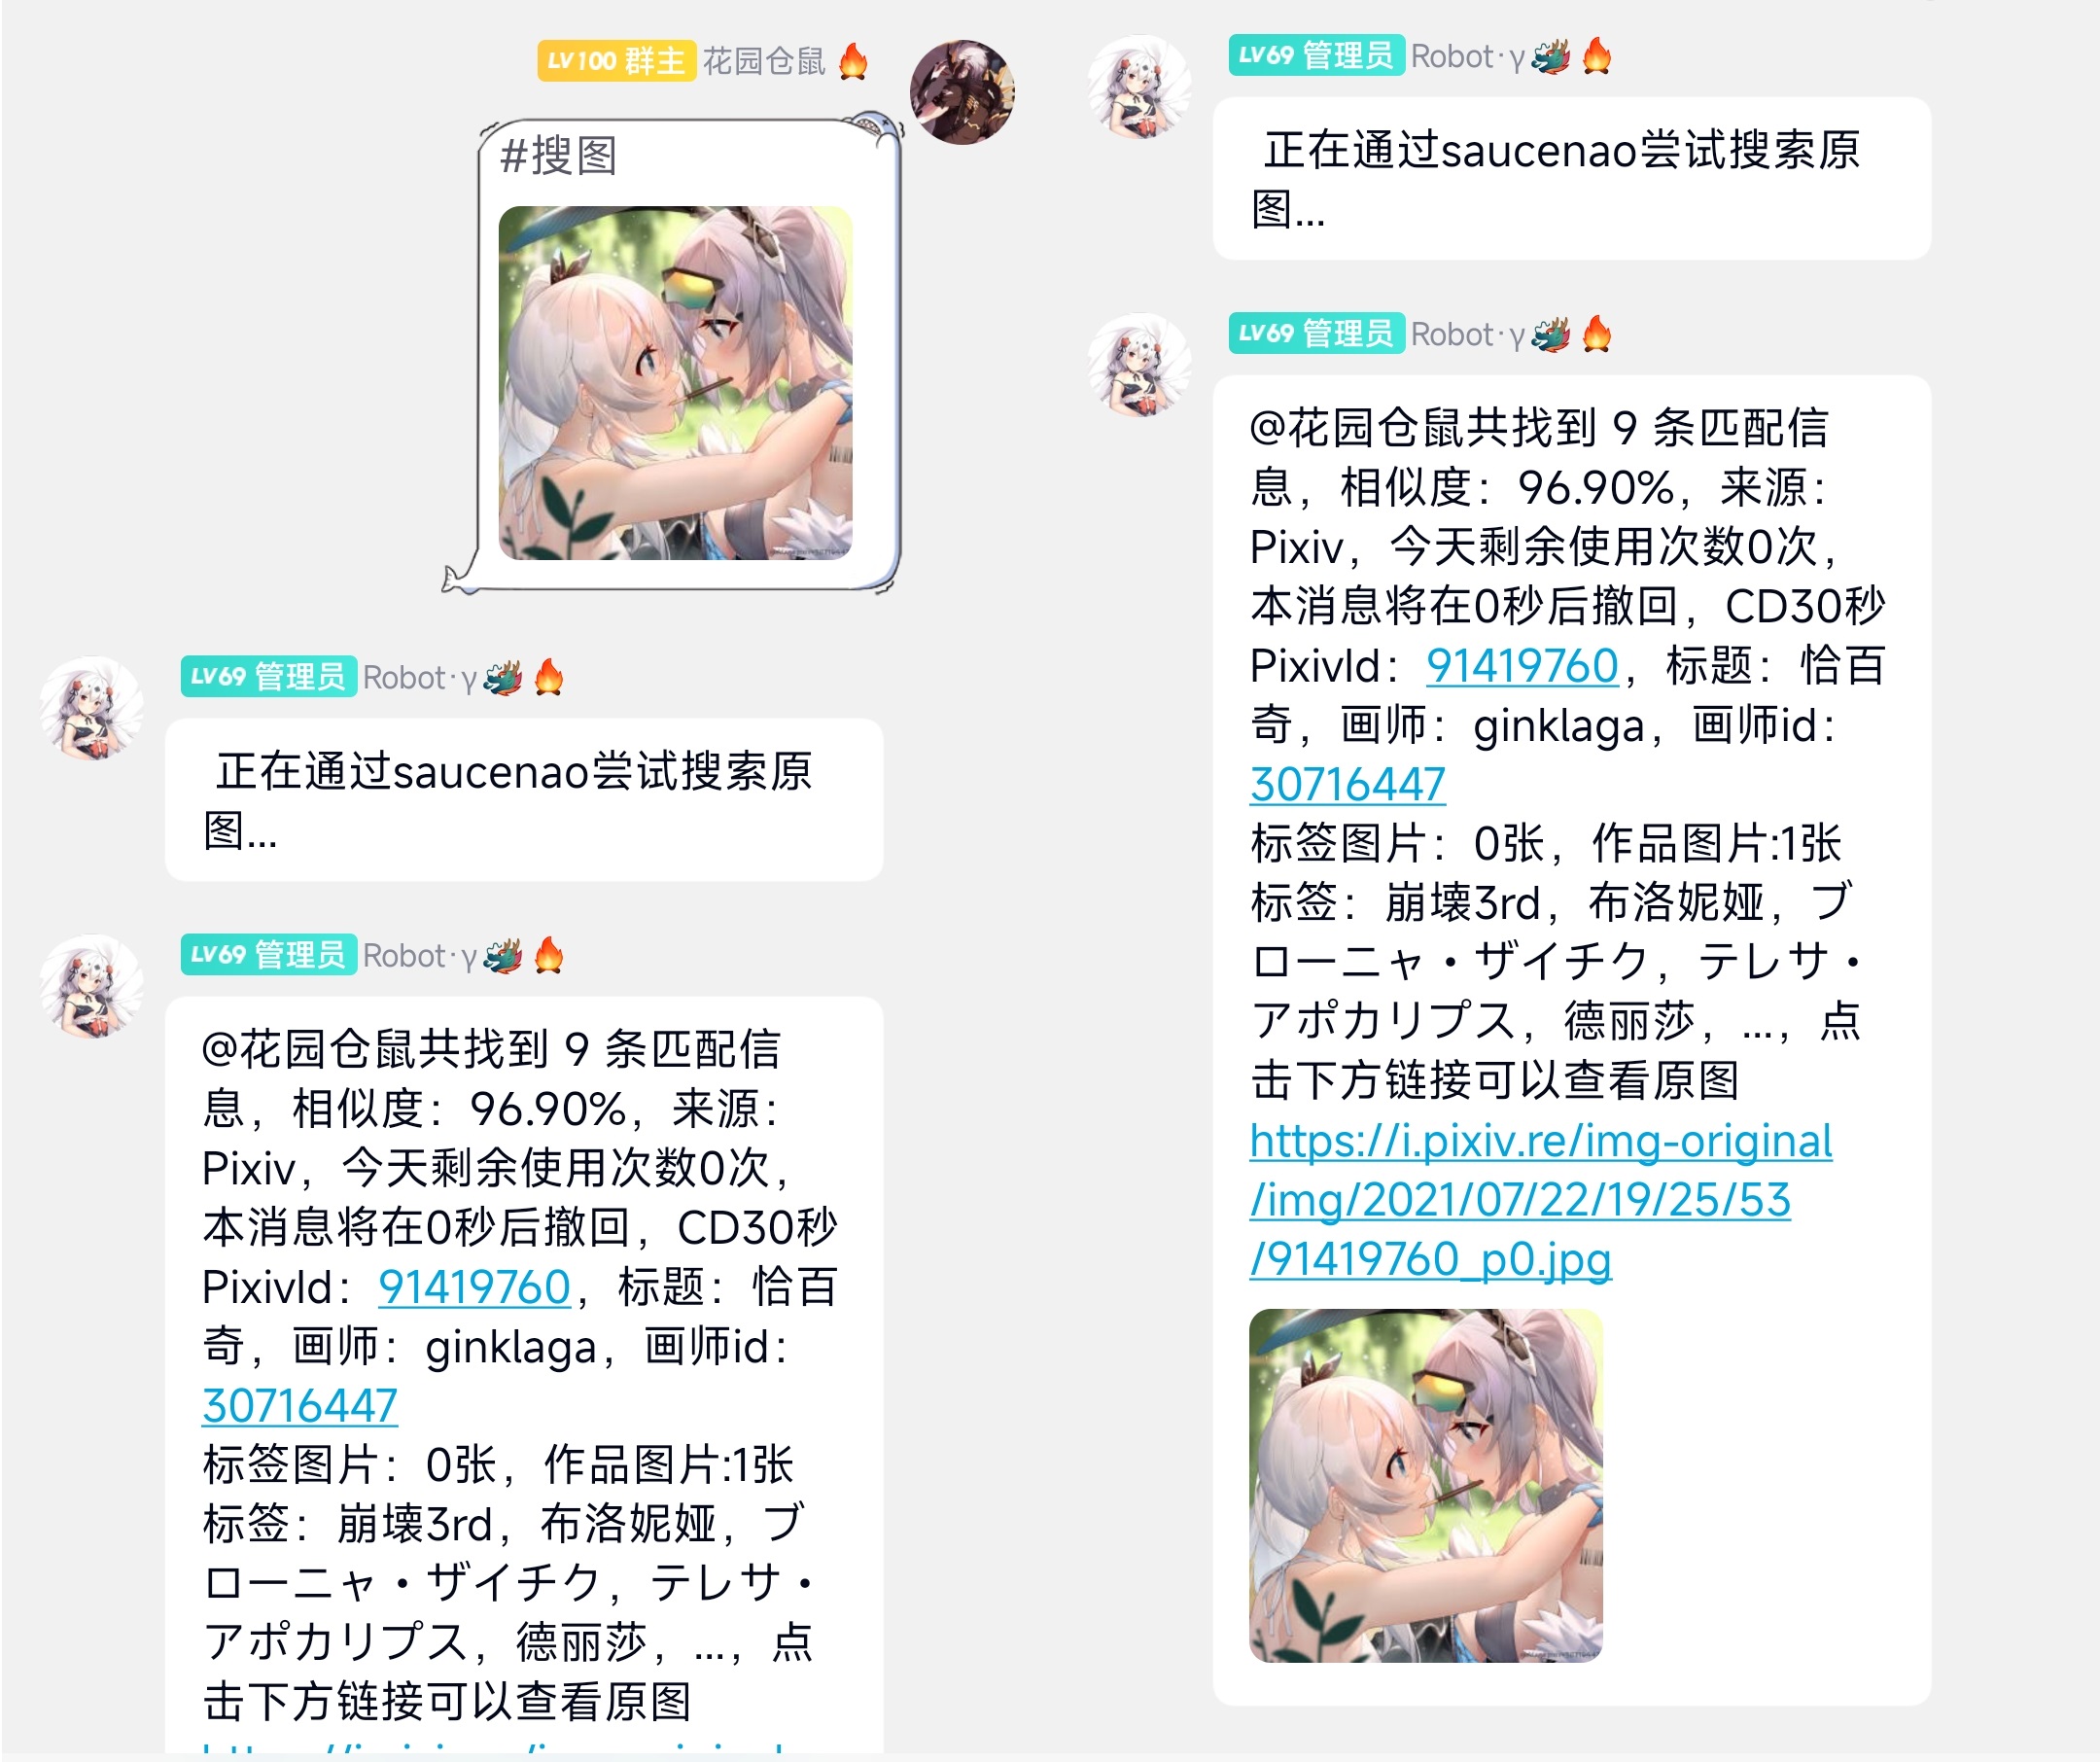 LV100 群主 花园仓鼠🔥
#搜图
LV69 管理员 Robot·γ🐲🔥
正在通过saucenao尝试搜索原
图...
LV69 管理员 Robot·γ🐲🔥
@花园仓鼠共找到 9 条匹配信
息，相似度：96.90%，来源：
Pixiv，今天剩余使用次数0次，
本消息将在0秒后撤回，CD30秒
PixivId：91419760，标题：恰百
奇，画师：ginklaga，画师id：
30716447
标签图片：0张，作品图片:1张
标签：崩壊3rd，布洛妮娅，ブ
ローニャ・ザイチク，テレサ・
アポカリプス，德丽莎，...，点
击下方链接可以查看原图
LV69 管理员 Robot·γ🐲🔥
正在通过saucenao尝试搜索原
图...
LV69 管理员 Robot·γ🐲🔥
@花园仓鼠共找到 9 条匹配信
息，相似度：96.90%，来源：
Pixiv，今天剩余使用次数0次，
本消息将在0秒后撤回，CD30秒
PixivId：91419760，标题：恰百
奇，画师：ginklaga，画师id：
30716447
标签图片：0张，作品图片:1张
标签：崩壊3rd，布洛妮娅，ブ
ローニャ・ザイチク，テレサ・
アポカリプス，德丽莎，...，点
击下方链接可以查看原图
https://i.pixiv.re/img-original
/img/2021/07/22/19/25/53
/91419760_p0.jpg